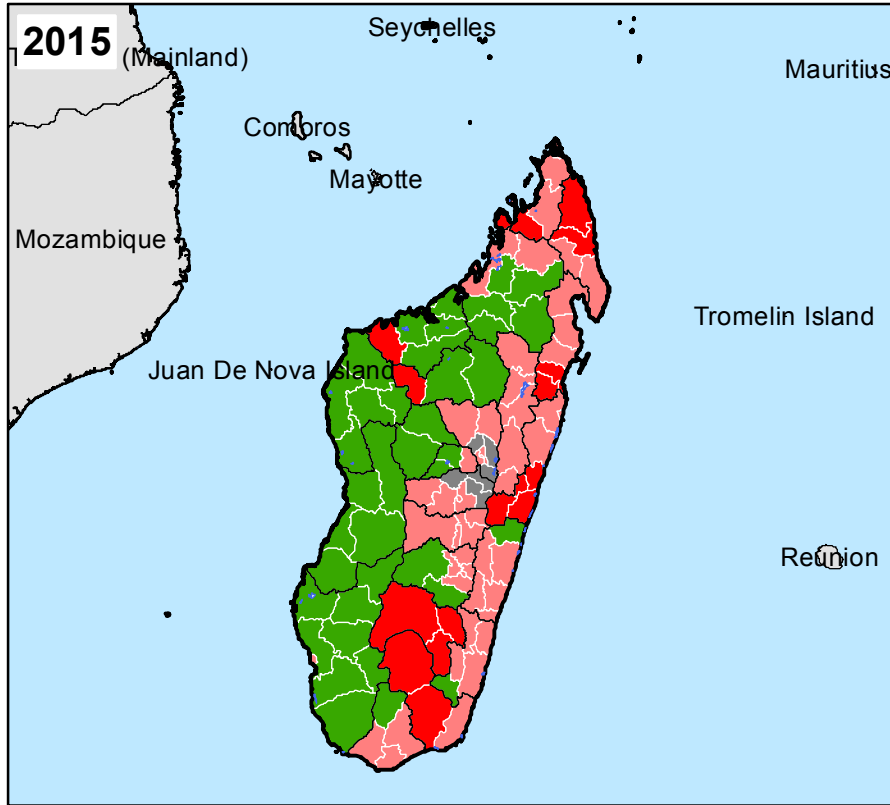 2015
Seychelles
(Mainland)
Mauritius
Comoros
Mayotte
Mozambique
Tromelin Island
Juan De Nova Island
Reunion